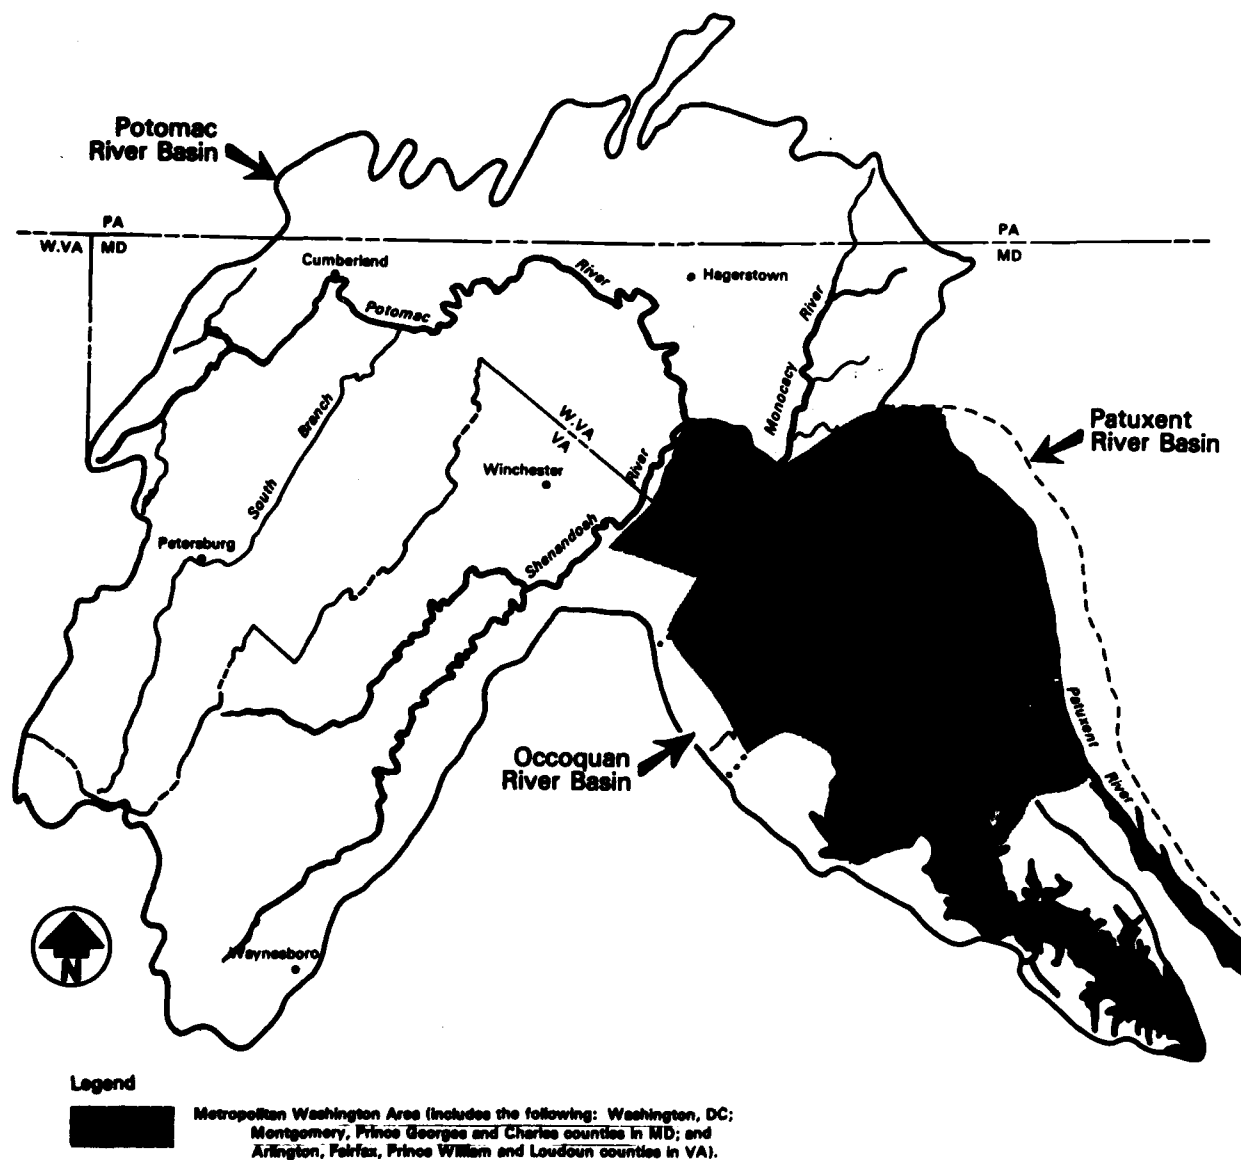 Potomac
River Basin
PA
W.VA
MD
PA
MD
Cumberland
Potomac
River
Hagerstown
Monocacy
River
Patuxent
River Basin
South
Branch
W.VA
VA
Winchester
Shenandoah
River
Petersburg
Occoquan
River Basin
Patuxent
River
Waynesboro
N
Legend
Metropolitan Washington Area (includes the following: Washington, DC;
Montgomery, Prince Georges and Charles counties in MD; and
Arlington, Fairfax, Prince William and Loudoun counties in VA).